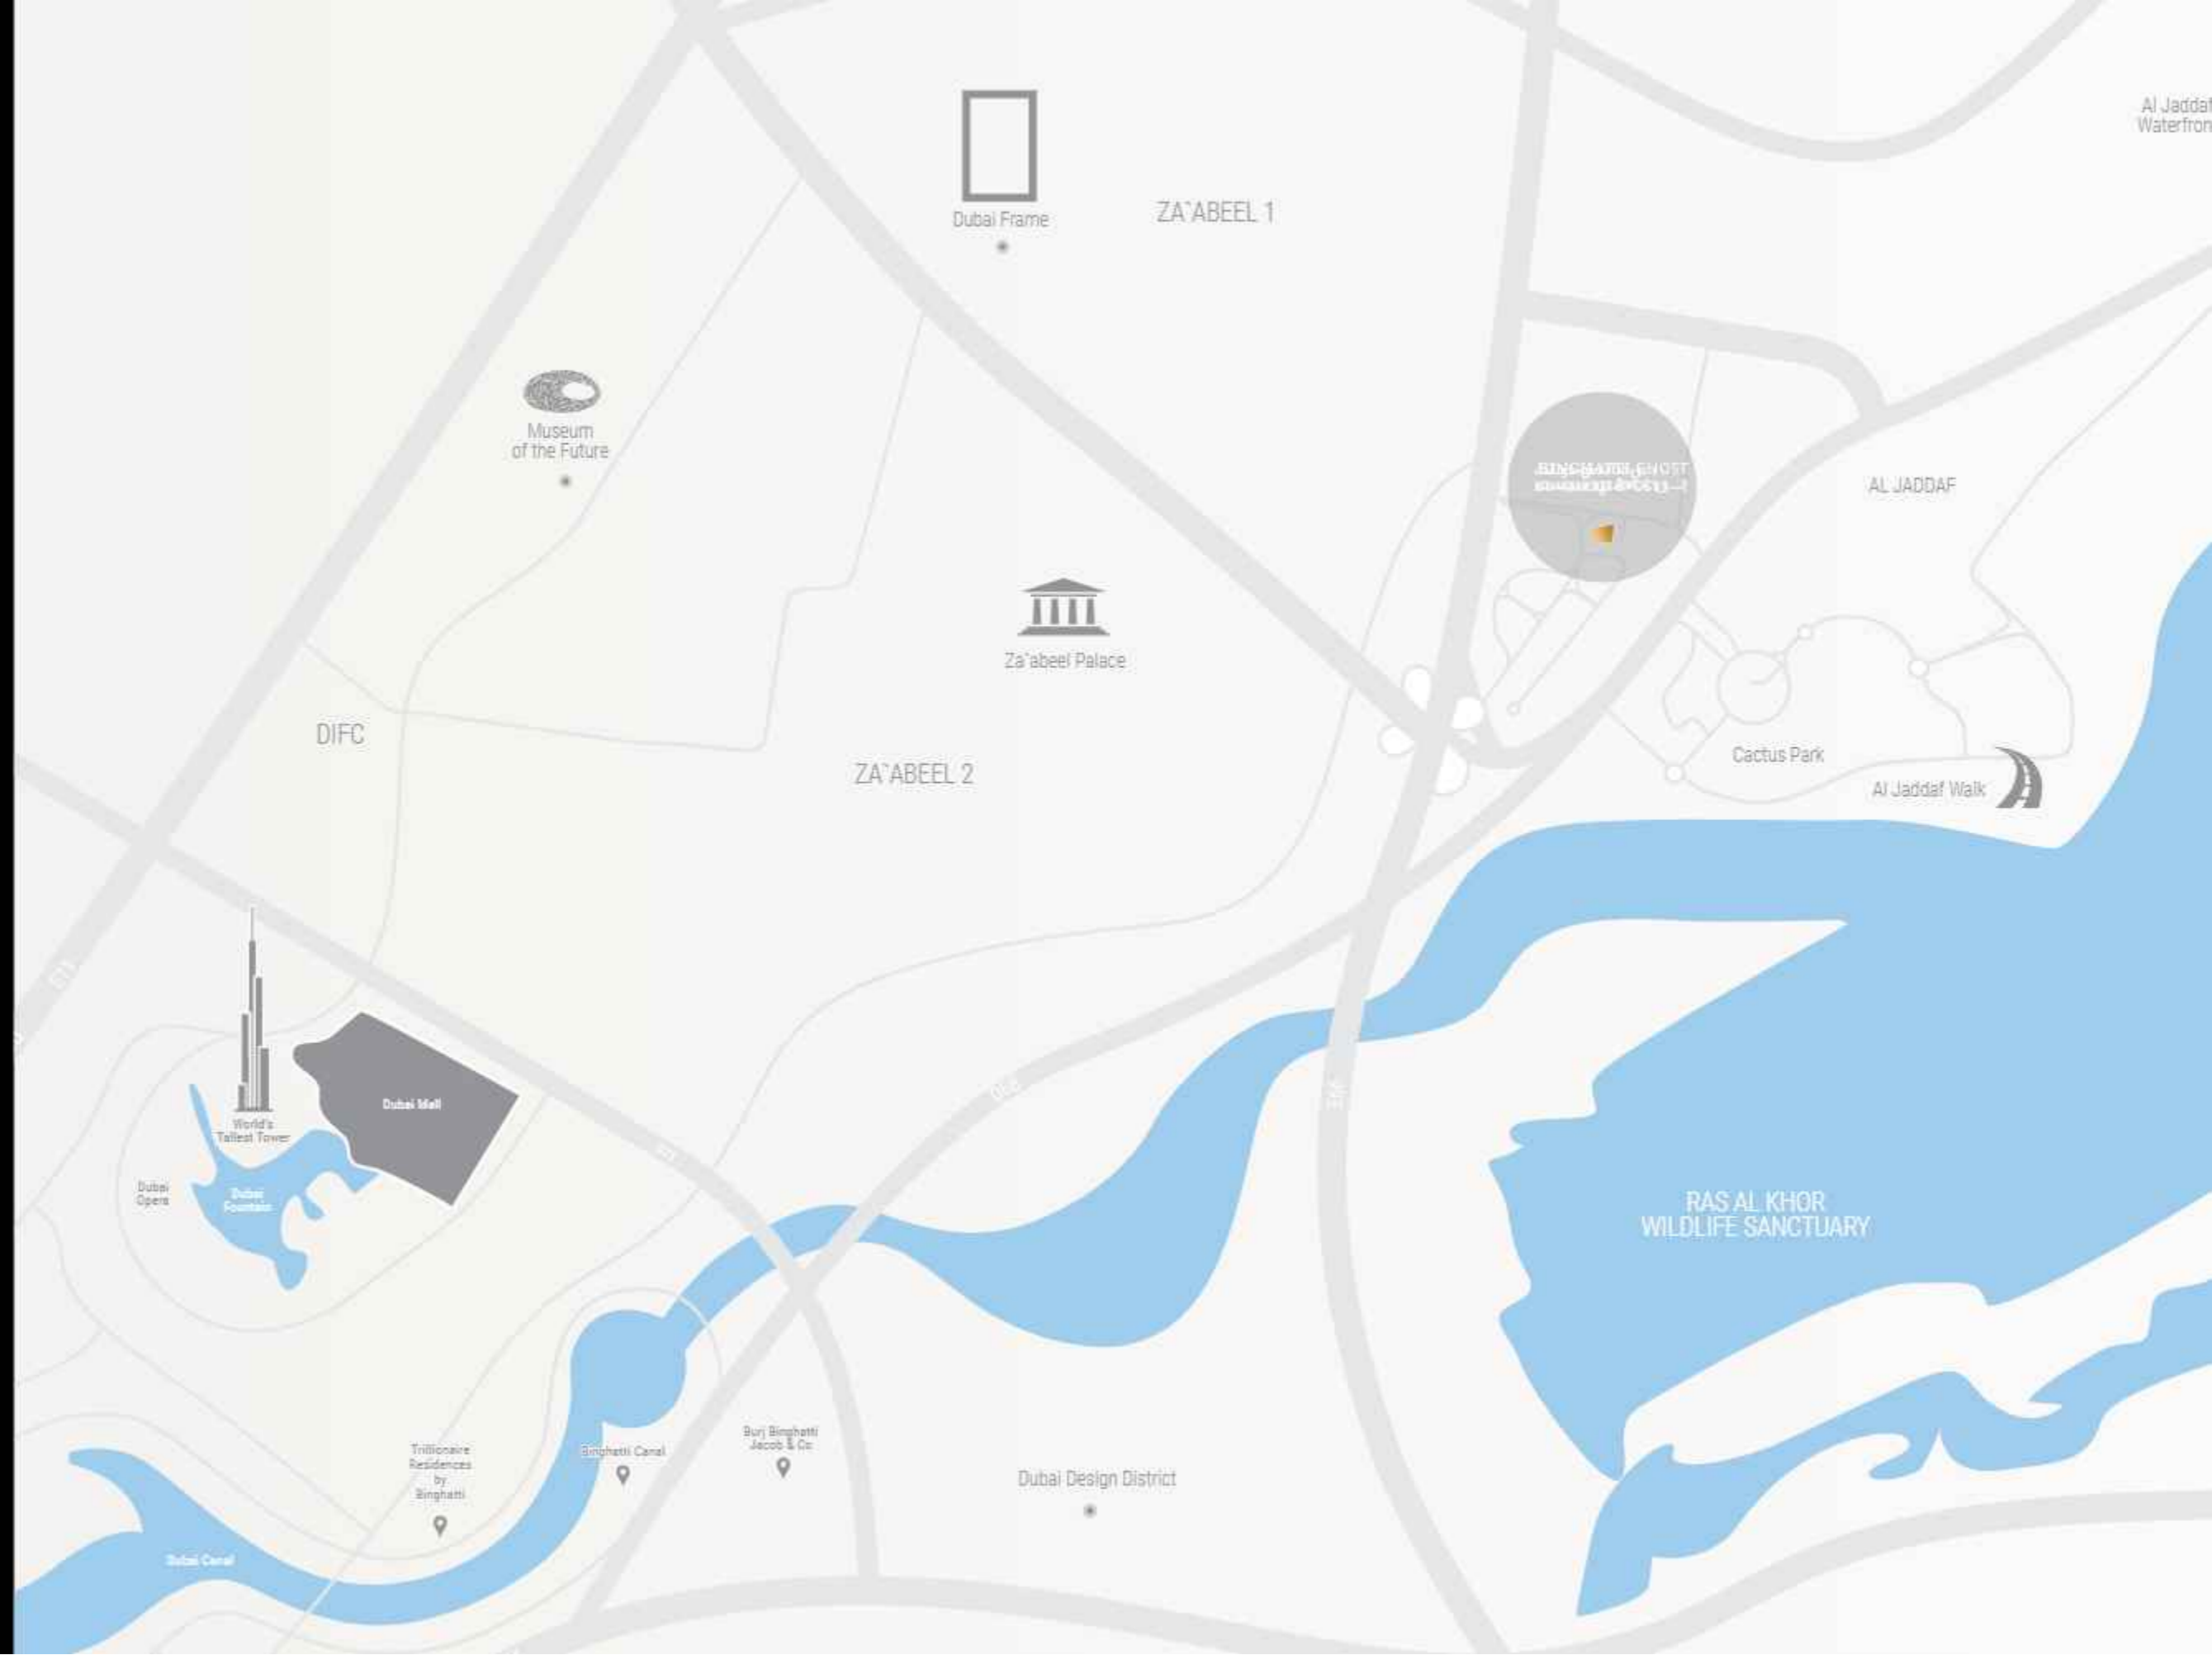 Al Jaddaf
Waterfron
Dubai Frame
ZA`ABEEL 1
Museum
of the Future
AL JADDAF
Za`abeel Palace
DIFC
ZA`ABEEL 2
Cactus Park
Al Jaddaf Walk
World's
Tallest Tower
Dubai Mall
Dubai
Opera
Dubai
Fountain
RAS AL KHOR
WILDLIFE SANCTUARY
Burj Binghatti
Jacob & Co
Trillionaire
Residences
by
Binghatti
Binghatti Canal
Dubai Design District
Dubai Canal